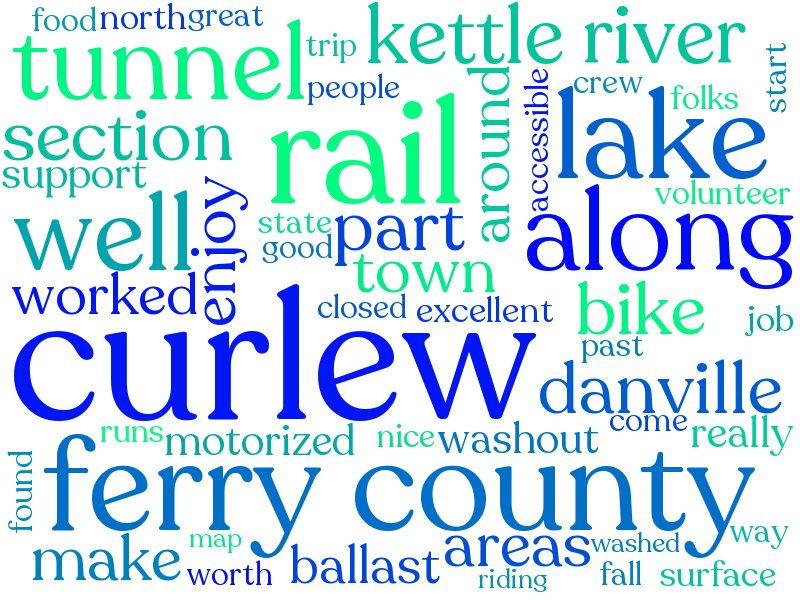 food
north
great
tunnel
trip
people
kettle river
crew
folks
start
section
support
rail
around
accessible
lake
volunteer
well
enjoy
state
good
part
along
town
worked
closed
excellent
bike
job
past
curlew
danville
come
runs
motorized
nice
washout
really
found
ferry county
map
make
worth
ballast
areas
washed
way
riding
fall
surface